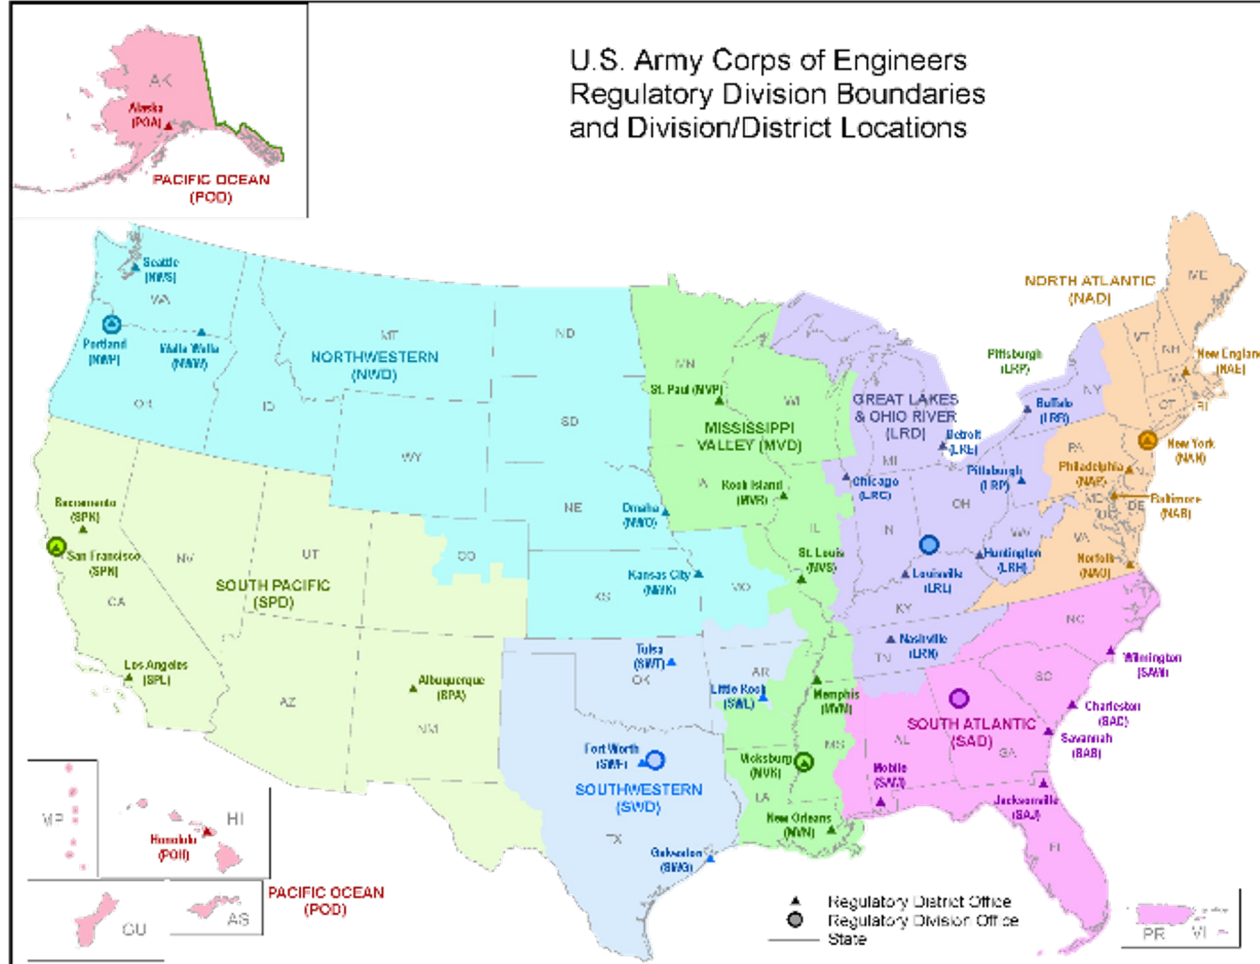 U.S. Army Corps of Engineers
Regulatory Division Boundaries
and Division/District Locations
AK
Alaska
(POA)
PACIFIC OCEAN
(POD)
Seattle
(NWS)
WA
Portland
(NWP)
Walla Walla
(NWW)
OR
ID
MT
NORTHWESTERN
(NWD)
WY
ND
SD
NE
Omaha
(NWO)
CO
KS
Kansas City
(NWK)
MO
MN
St. Paul (MVP)
WI
MISSISSIPPI
VALLEY (MVD)
IA
Rock Island
(MVR)
IL
St. Louis
(MVS)
GREAT LAKES
& OHIO RIVER
(LRD)
MI
Detroit
(LRE)
Chicago
(LRC)
IN
OH
Pittsburgh
(LRP)
Pittsburgh
(LRP)
Buffalo
(LRB)
NY
WV
Huntington
(LRH)
Louisville
(LRL)
KY
Nashville
(LRN)
TN
NORTH ATLANTIC
(NAD)
ME
VT
NH
New England
(NAE)
MA
CT
RI
New York
(NAN)
PA
Philadelphia
(NAP)
NJ
MD
DE
DC
Baltimore
(NAB)
VA
Norfolk
(NAO)
Sacramento
(SPK)
San Francisco
(SPN)
CA
NV
UT
SOUTH PACIFIC
(SPD)
Los Angeles
(SPL)
AZ
Albuquerque
(SPA)
NM
Tulsa
(SWT)
OK
AR
Little Rock
(SWL)
Fort Worth
(SWF)
SOUTHWESTERN
(SWD)
TX
Galveston
(SWG)
Memphis
(MVM)
MS
Vicksburg
(MVK)
LA
New Orleans
(MVN)
NC
Wilmington
(SAW)
SC
Charleston
(SAC)
SOUTH ATLANTIC
(SAD)
Savannah
(SAS)
AL
GA
Mobile
(SAM)
Jacksonville
(SAJ)
FL
MP
HI
Honolulu
(POH)
GU
AS
PACIFIC OCEAN
(POD)
Regulatory District Office
Regulatory Division Office
State
PR
VI